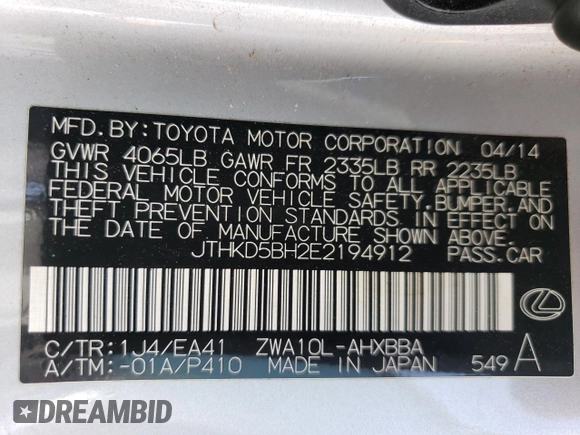 MFD.BY:TOYOTA MOTOR CORPORATION 04/14
GVWR 4065LB GAWR FR 2335LB RR 2235LB
THIS VEHICLE CONFORMS TO ALL APPLICABLE
FEDERAL MOTOR VEHICLE SAFETY,BUMPER,AND
THEFT PREVENTION STANDARDS IN EFFECT ON
THE DATE OF MANUFACTURE SHOWN ABOVE.
JTHKD5BH2E2194912 PASS.CAR
C/TR:1J4/EA41 ZWA10L-AHXBBA
A/TM:-01A/P410 MADE IN JAPAN 549 A
DREAMBID